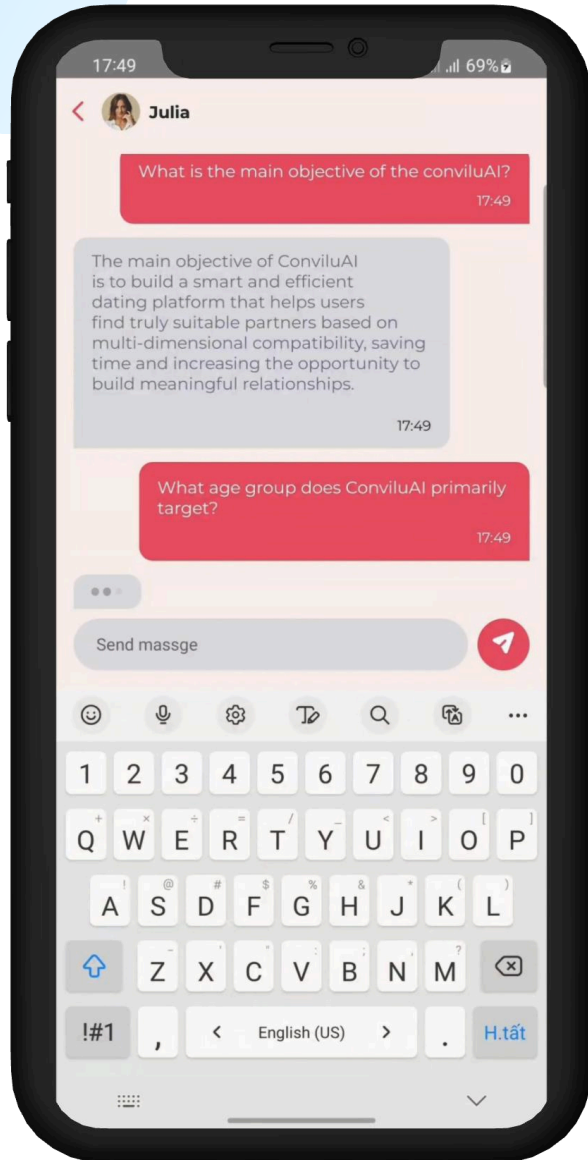 17:49
69%
Julia
What is the main objective of the conviluAI?
17:49
The main objective of ConviluAI
is to build a smart and efficient
dating platform that helps users
find truly suitable partners based on
multi-dimensional compatibility, saving
time and increasing the opportunity to
build meaningful relationships.
17:49
What age group does ConviluAI primarily
target?
17:49
Send massge
1 2 3 4 5 6 7 8 9 0
+ × ÷ = / _ < > [ ]
Q W E R T Y U I O P
! @ # $ % & * ( )
A S D F G H J K L
- ' " : ; , ?
Z X C V B N M
!#1 , < English (US) > . H.tất